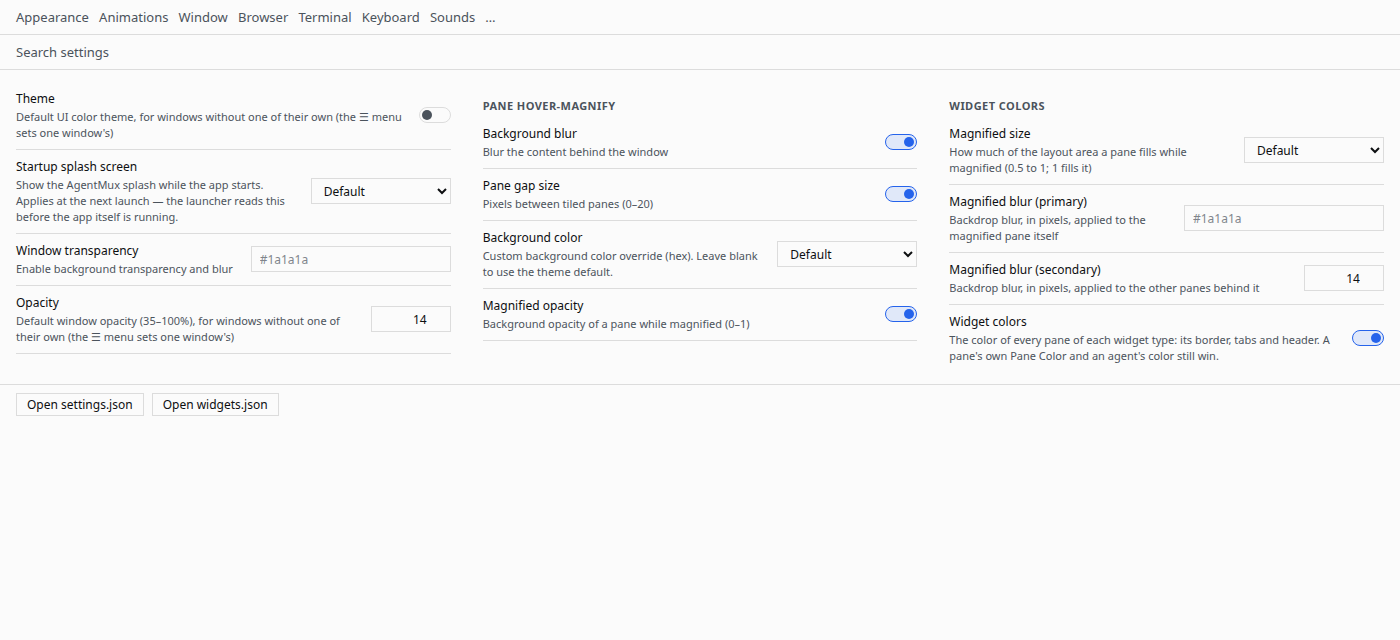 Appearance Animations Window Browser Terminal Keyboard Sounds ...
Search settings
Theme
Default UI color theme, for windows without one of their own (the ☰ menu
sets one window's)
Startup splash screen
Show the AgentMux splash while the app starts.
Applies at the next launch — the launcher reads this
before the app itself is running.
Default
Window transparency
Enable background transparency and blur
#1a1a1a
Opacity
Default window opacity (35–100%), for windows without one of
their own (the ☰ menu sets one window's)
14
PANE HOVER-MAGNIFY
Background blur
Blur the content behind the window
Pane gap size
Pixels between tiled panes (0–20)
Background color
Custom background color override (hex). Leave blank
to use the theme default.
Default
Magnified opacity
Background opacity of a pane while magnified (0–1)
WIDGET COLORS
Magnified size
How much of the layout area a pane fills while
magnified (0.5 to 1; 1 fills it)
Default
Magnified blur (primary)
Backdrop blur, in pixels, applied to the
magnified pane itself
#1a1a1a
Magnified blur (secondary)
Backdrop blur, in pixels, applied to the other panes behind it
14
Widget colors
The color of every pane of each widget type: its border, tabs and header. A
pane's own Pane Color and an agent's color still win.
Open settings.json
Open widgets.json